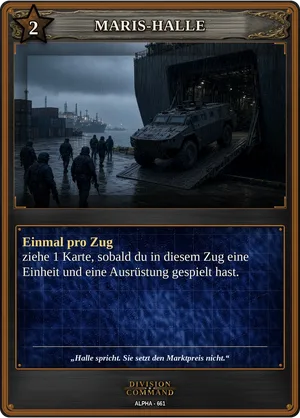 2
MARIS-HALLE
Einmal pro Zug
ziehe 1 Karte, sobald du in diesem Zug eine
Einheit und eine Ausrüstung gespielt hast.
„Halle spricht. Sie setzt den Marktpreis nicht.“
DIVISION
COMMAND
ALPHA - 661